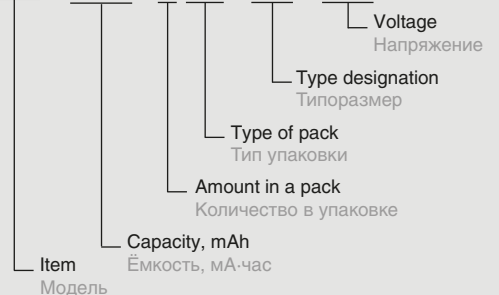 Voltage
Напряжение
Type designation
Типоразмер
Type of pack
Тип упаковки
Amount in a pack
Количество в упаковке
Capacity, mAh
Ёмкость, мА·час
Item
Модель